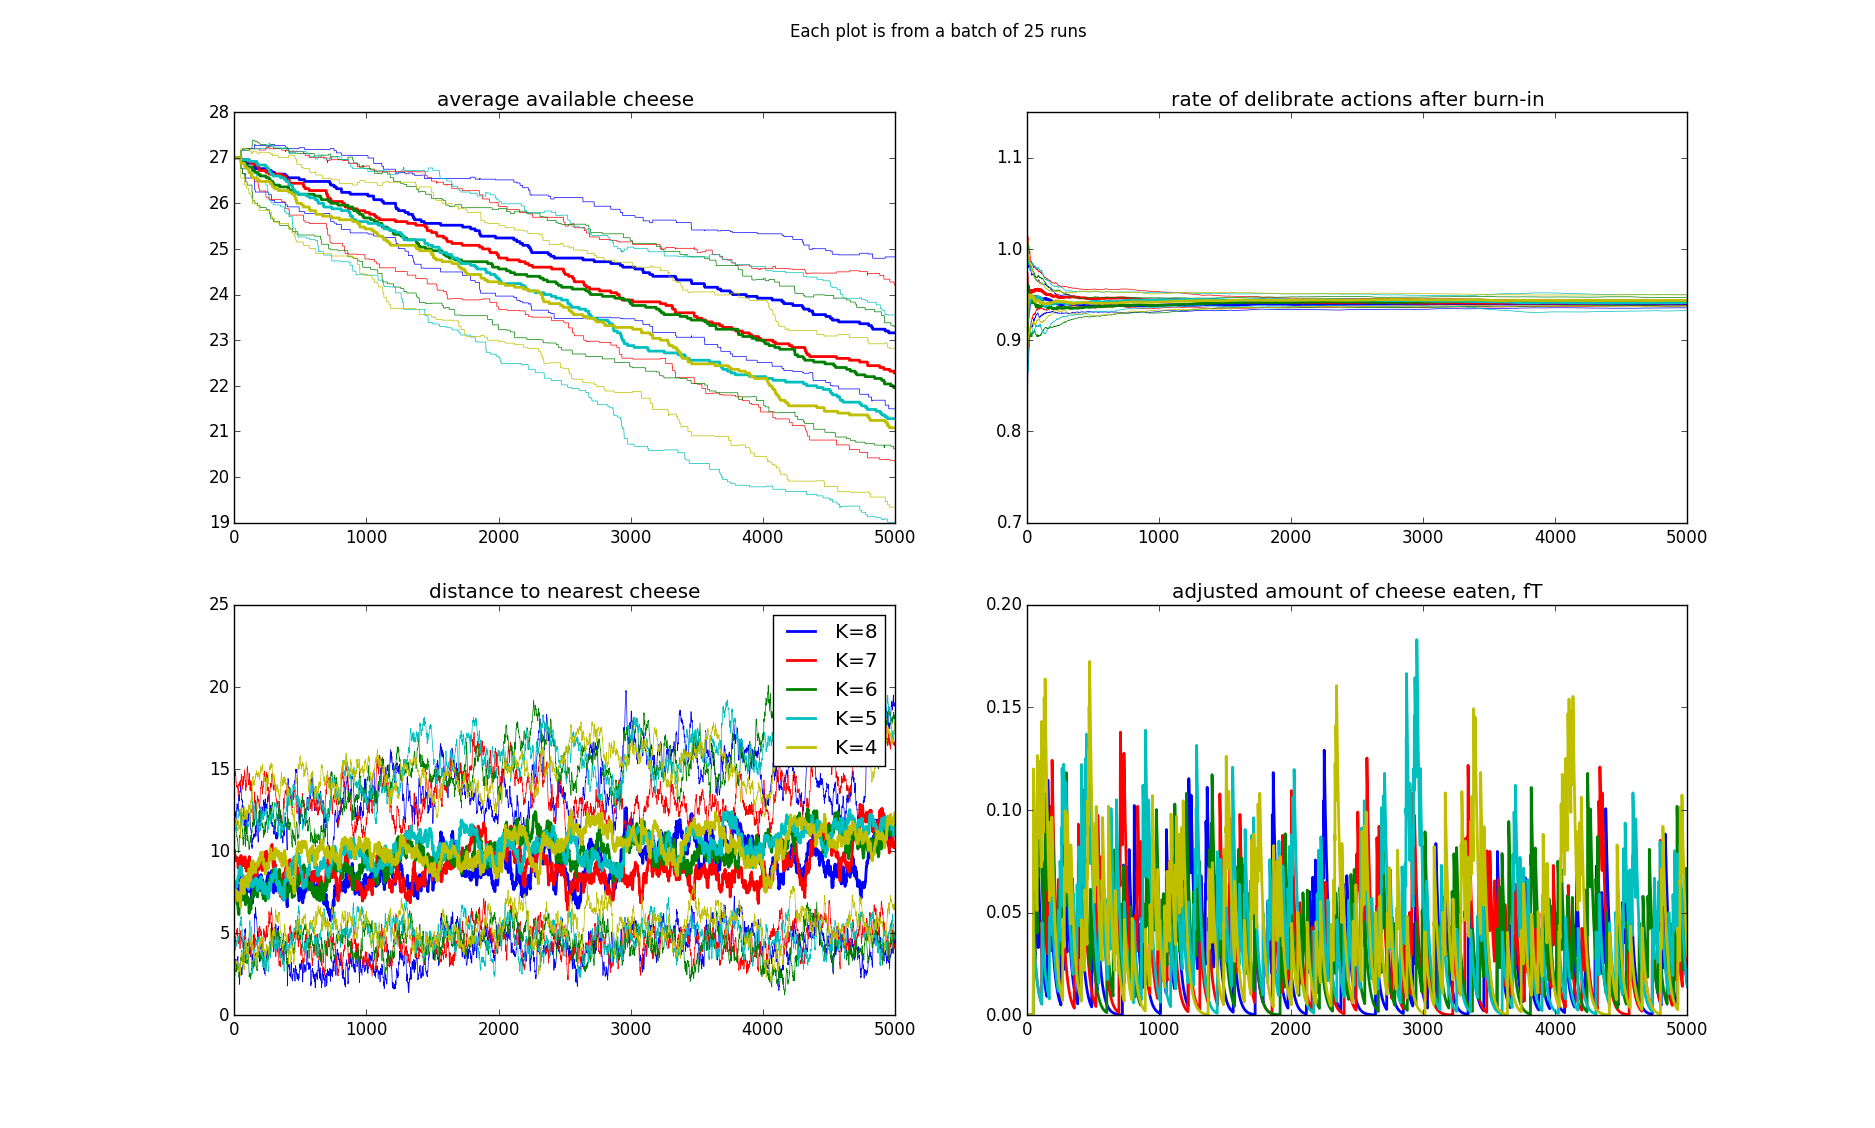 Each plot is from a batch of 25 runs
average available cheese
28
27
26
25
24
23
22
21
20
19
0 1000 2000 3000 4000 5000
rate of delibrate actions after burn-in
1.1
1.0
0.9
0.8
0.7
0 1000 2000 3000 4000 5000
distance to nearest cheese
25
20
15
10
5
0
0 1000 2000 3000 4000 5000
K=8
K=7
K=6
K=5
K=4
adjusted amount of cheese eaten, fT
0.20
0.15
0.10
0.05
0.00
0 1000 2000 3000 4000 5000